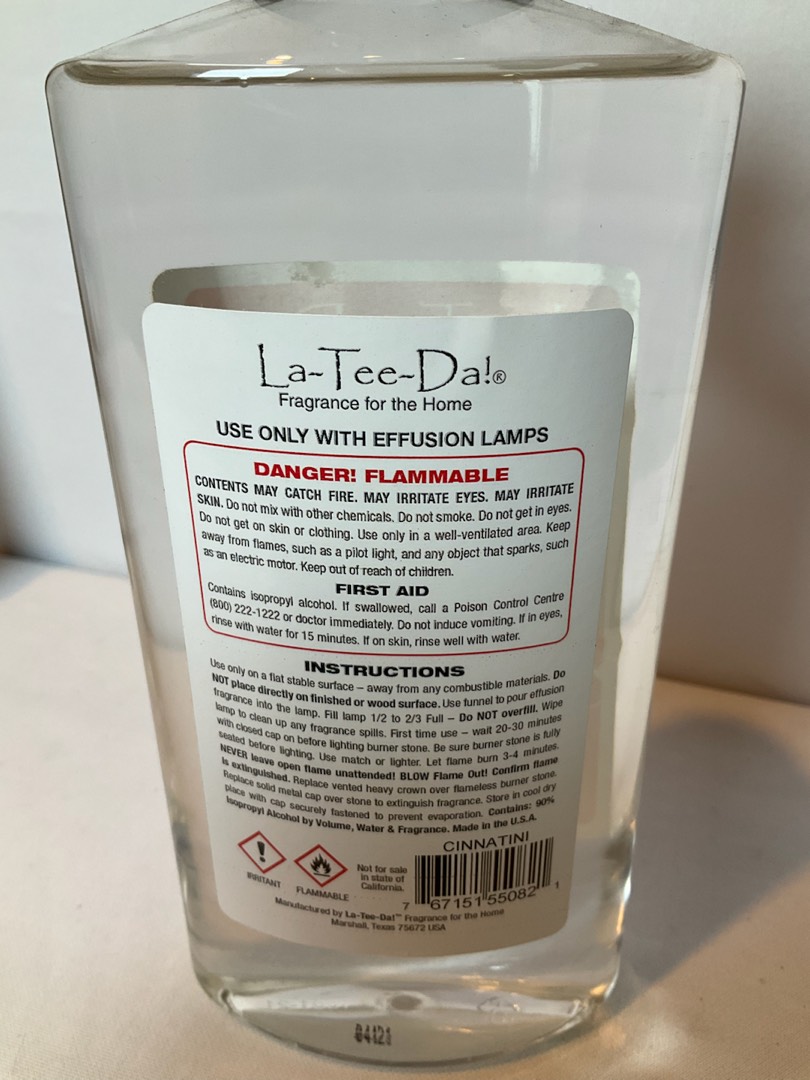 La-Tee-Da!®
Fragrance for the Home
USE ONLY WITH EFFUSION LAMPS
DANGER! FLAMMABLE
CONTENTS MAY CATCH FIRE. MAY IRRITATE EYES. MAY IRRITATE
SKIN. Do not mix with other chemicals. Do not smoke. Do not get in eyes.
Do not get on skin or clothing. Use only in a well-ventilated area. Keep
away from flames, such as a pilot light, and any object that sparks, such
as an electric motor. Keep out of reach of children.
FIRST AID
Contains isopropyl alcohol. If swallowed, call a Poison Control Centre
(800) 222-1222 or doctor immediately. Do not induce vomiting. If in eyes,
rinse with water for 15 minutes. If on skin, rinse well with water.
INSTRUCTIONS
Use only on a flat stable surface – away from any combustible materials. Do
NOT place directly on finished or wood surface. Use funnel to pour effusion
fragrance into the lamp. Fill lamp 1/2 to 2/3 Full – Do NOT overfill. Wipe
lamp to clean up any fragrance spills. First time use – wait 20-30 minutes
with closed cap on before lighting burner stone. Be sure burner stone is fully
seated before lighting. Use match or lighter. Let flame burn 3-4 minutes.
NEVER leave open flame unattended! BLOW Flame Out! Confirm flame
is extinguished. Replace vented heavy crown over flameless burner stone.
Replace solid metal cap over stone to extinguish fragrance. Store in cool dry
place with cap securely fastened to prevent evaporation. Contains: 90%
Isopropyl Alcohol by Volume, Water & Fragrance. Made in the U.S.A.
CINNATINI
IRRITANT
FLAMMABLE
Not for sale
in state of
California.
7 67151 55082 1
Manufactured by La-Tee-Da!™ Fragrance for the Home
Marshall, Texas 75672 USA
04121